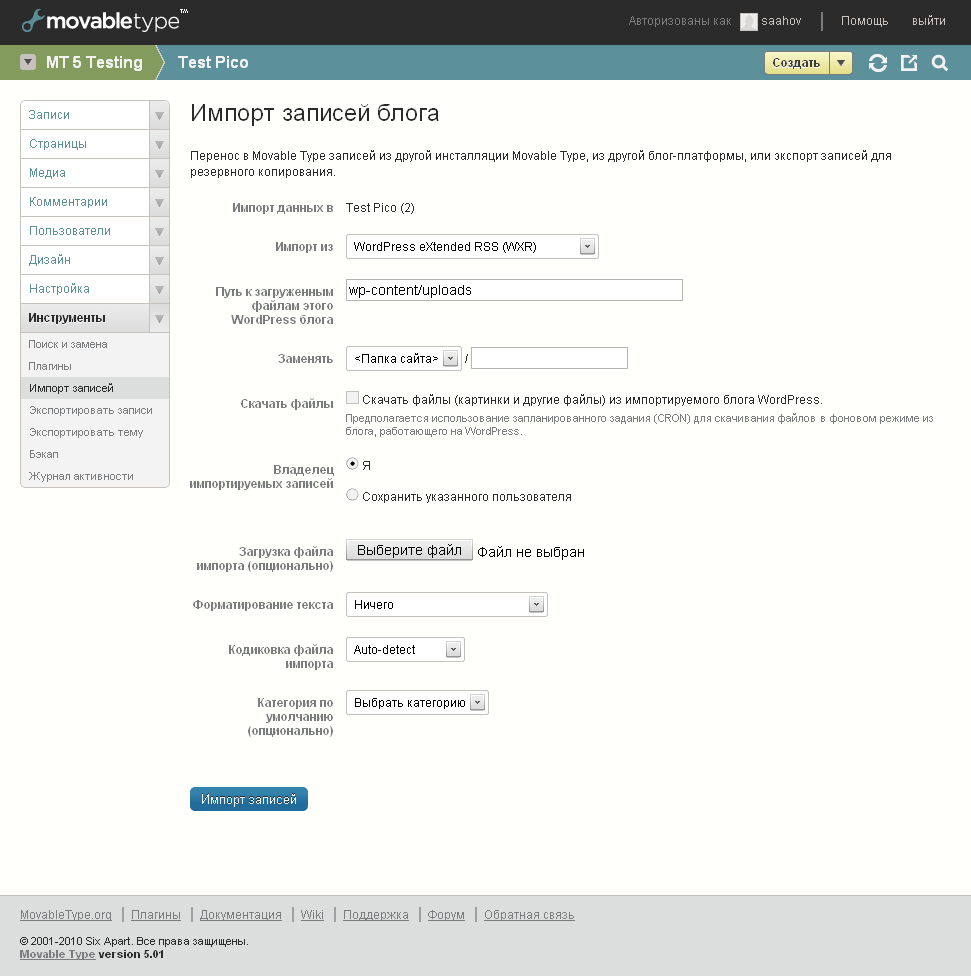 movabletype™
Авторизованы как saahov Помощь выйти
MT 5 Testing Test Pico Создать
Записи
Страницы
Медиа
Комментарии
Пользователи
Дизайн
Настройка
Инструменты
Поиск и замена
Плагины
Импорт записей
Экспортировать записи
Экспортировать тему
Бэкап
Журнал активности
Импорт записей блога
Перенос в Movable Type записей из другой инсталляции Movable Type, из другой блог-платформы, или экспорт записей для
резервного копирования.
Импорт данных в Test Pico (2)
Импорт из WordPress eXtended RSS (WXR)
Путь к загруженным
файлам этого
WordPress блога
wp-content/uploads
Заменять <Папка сайта> /
Скачать файлы Скачать файлы (картинки и другие файлы) из импортируемого блога WordPress.
Предполагается использование запланированного задания (CRON) для скачивания файлов в фоновом режиме из
блога, работающего на WordPress.
Владелец
импортируемых записей
Я
Сохранить указанного пользователя
Загрузка файла
импорта (опционально)
Выберите файл Файл не выбран
Форматирование текста Ничего
Кодиковка файла
импорта
Auto-detect
Категория по
умолчанию
(опционально)
Выбрать категорию
Импорт записей
MovableType.org Плагины Документация Wiki Поддержка Форум Обратная связь
© 2001-2010 Six Apart. Все права защищены.
Movable Type version 5.01